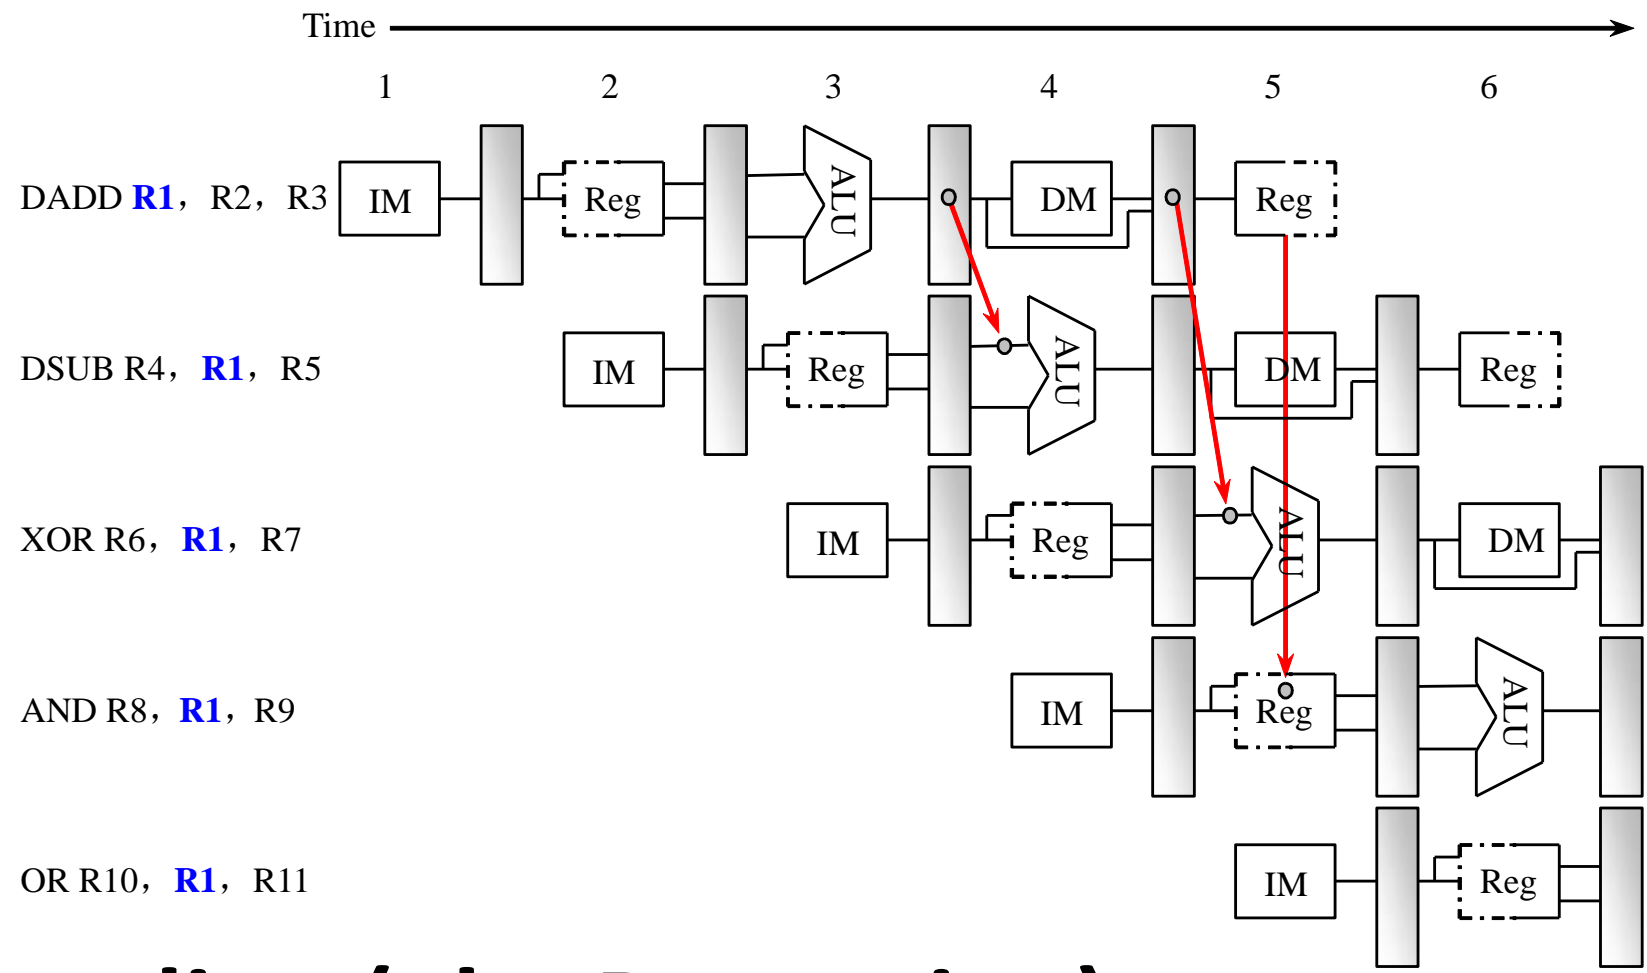 Time
1 2 3 4 5 6
DADD R1, R2, R3 IM Reg ALU DM Reg
DSUB R4, R1, R5 IM Reg ALU DM Reg
XOR R6, R1, R7 IM Reg ALU DM
AND R8, R1, R9 IM Reg ALU
OR R10, R1, R11 IM Reg